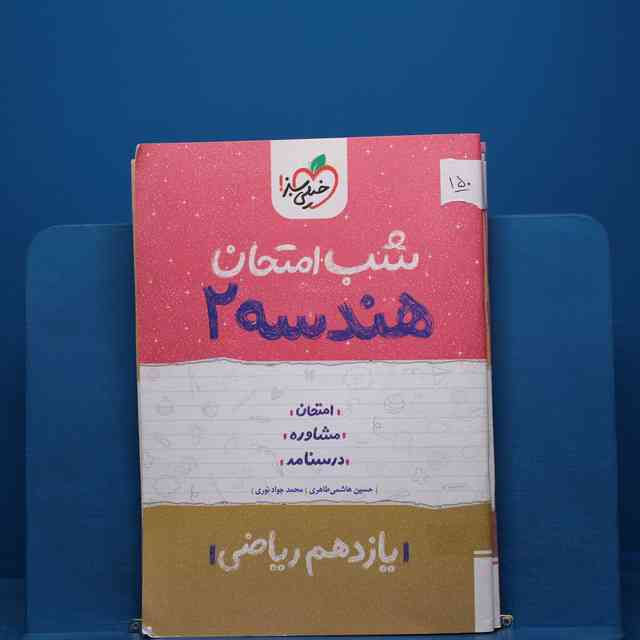 خیلی سبز!
۱۵۰
شب امتحان
هندسه ۲
امتحان
مشاوره
درسنامه
(حسین هاشمی‌طاهری | محمد جواد نوری)
یازدهم ریاضی